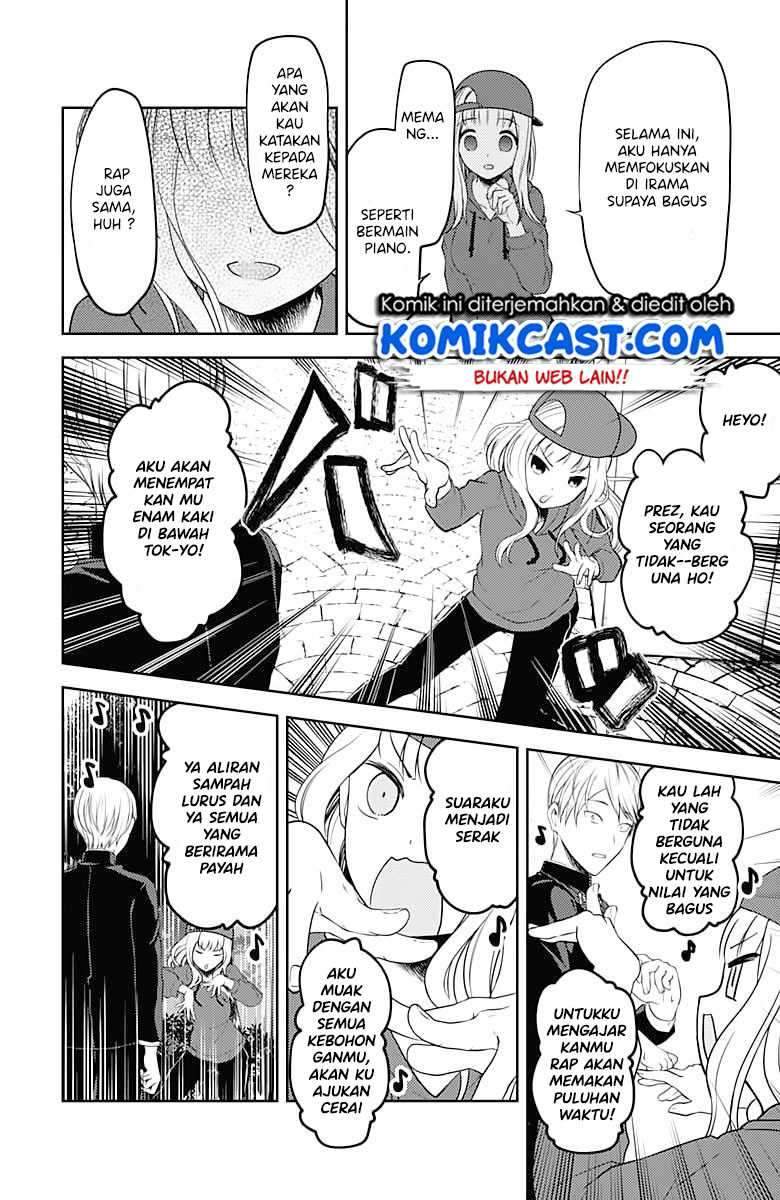 SELAMA INI,
AKU HANYA
MEMFOKUSKAN
DI IRAMA
SUPAYA BAGUS
MEMA
NG...
SEPERTI
BERMAIN
PIANO.
APA
YANG
AKAN
KAU
KATAKAN
KEPADA
MEREKA
?
RAP
JUGA
SAMA,
HUH ?
Komik ini diterjemahkan & diedit oleh
KOMIKCAST.COM
BUKAN WEB LAIN!!
HEYO!
PREZ, KAU
SEORANG
YANG
TIDAK--BERG
UNA HO!
AKU AKAN
MENEMPAT
KAN MU
ENAM KAKI
DI BAWAH
TOK-YO!
KAU LAH
YANG
TIDAK
BERGUNA
KECUALI
UNTUK
NILAI YANG
BAGUS
UNTUKKU
MENGAJAR
KANMU
RAP AKAN
MEMAKAN
PULUHAN
WAKTU!
SUARAKU
MENJADI
SERAK
AKU
MUAK
DENGAN
SEMUA
KEBOHON
GANMU,
AKAN KU
AJUKAN
CERAI
YA ALIRAN
SAMPAH
LURUS DAN
YA SEMUA
YANG
BERIRAMA
PAYAH